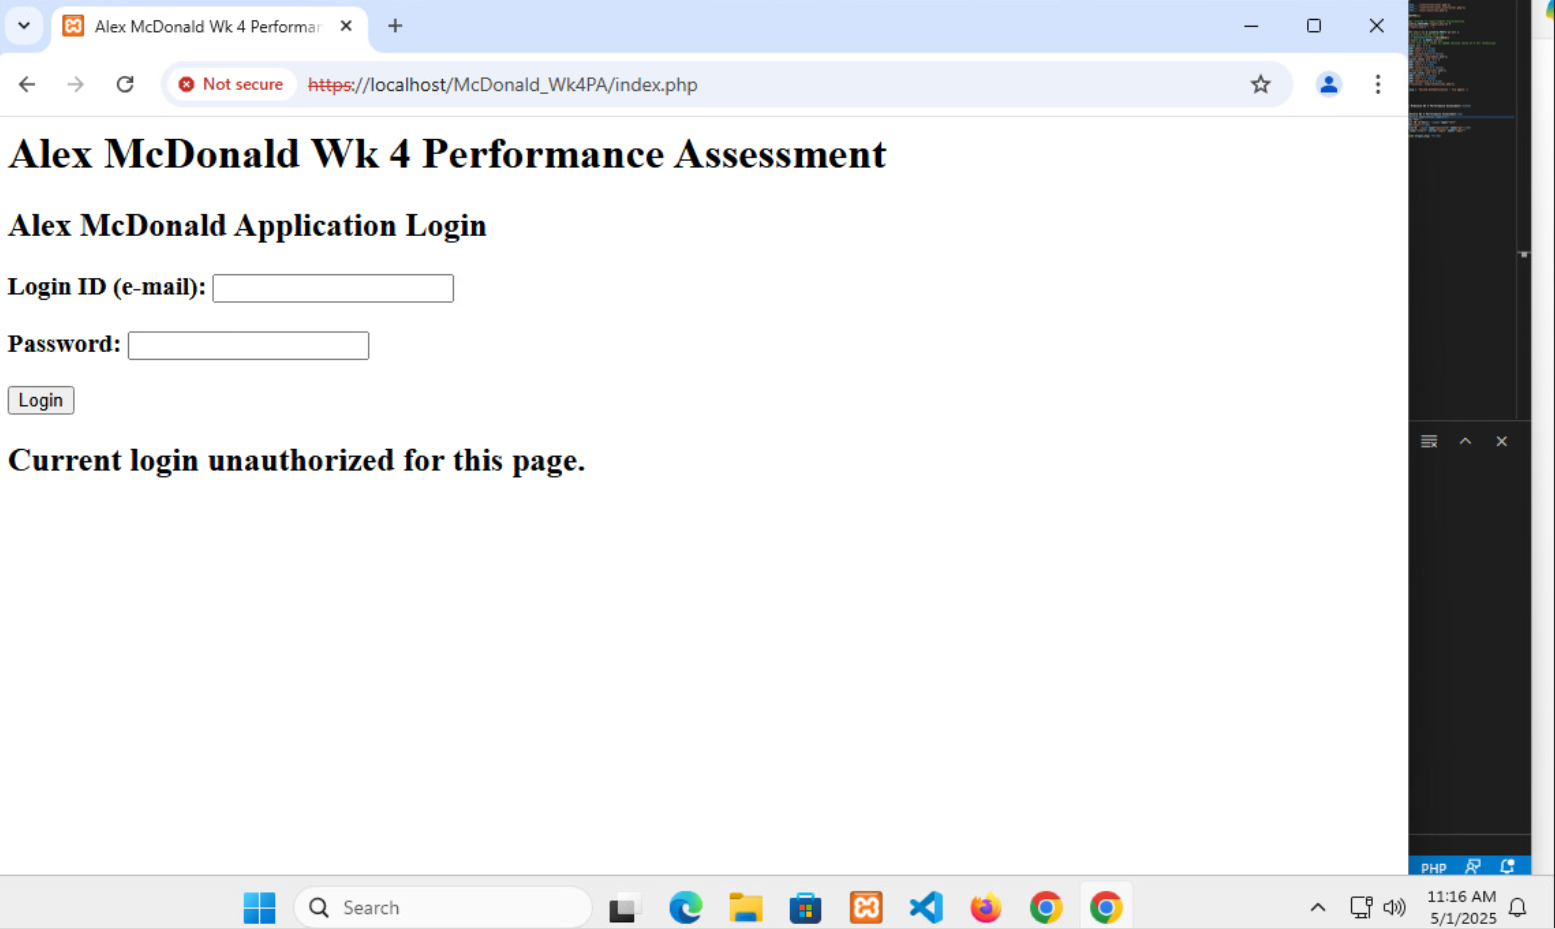 Alex McDonald Wk 4 Performan
Not secure https://localhost/McDonald_Wk4PA/index.php
Alex McDonald Wk 4 Performance Assessment
Alex McDonald Application Login
Login ID (e-mail):
Password:
Login
Current login unauthorized for this page.
PHP
Search
11:16 AM
5/1/2025